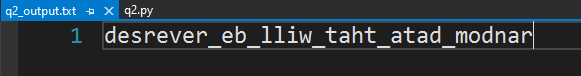 q2_output.txt q2.py
1 desrever_eb_lliw_taht_atad_modnar